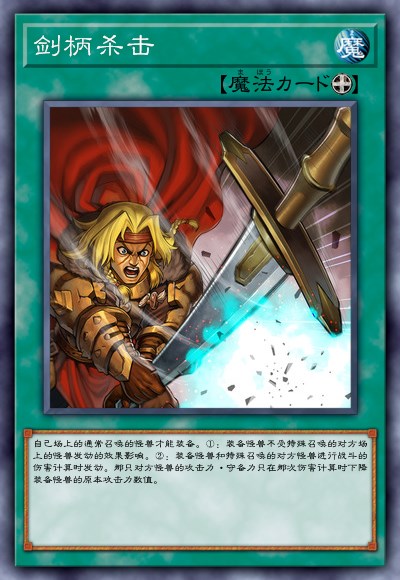 剑柄杀击
魔
【魔法カード】
まほう
自己场上的通常召唤的怪兽才能装备。①：装备怪兽不受特殊召唤的对方场
上的怪兽发动的效果影响。②：装备怪兽和特殊召唤的对方怪兽进行战斗的
伤害计算时发动。那只对方怪兽的攻击力·守备力只在那次伤害计算时下降
装备怪兽的原本攻击力数值。